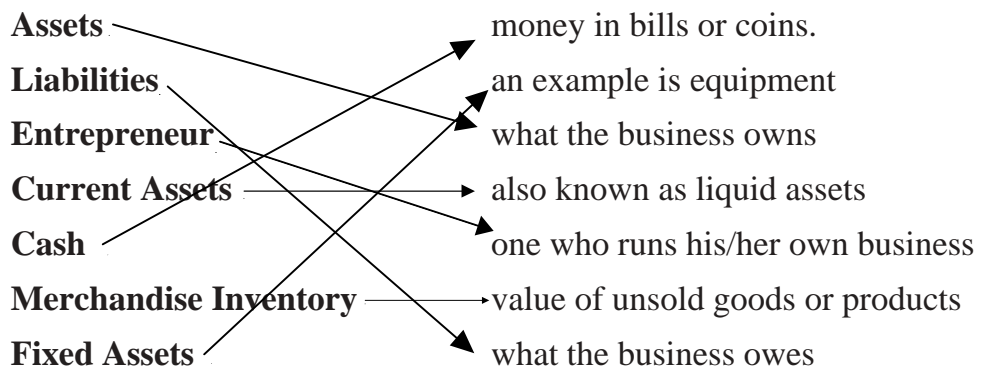 Assets money in bills or coins.
Liabilities an example is equipment
Entrepreneur what the business owns
Current Assets also known as liquid assets
Cash one who runs his/her own business
Merchandise Inventory value of unsold goods or products
Fixed Assets what the business owes